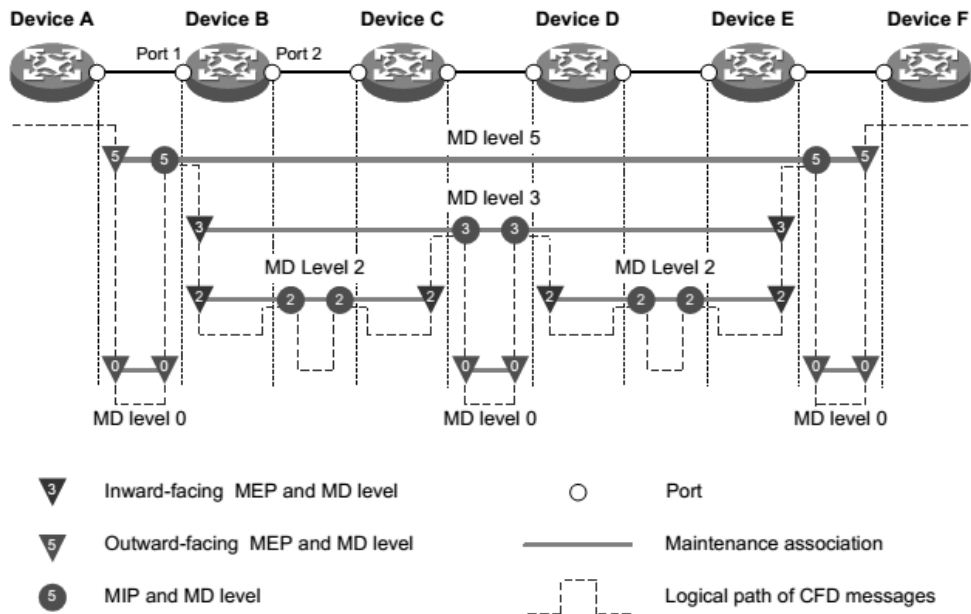 Device A Device B Device C Device D Device E Device F
Port 1 Port 2
MD level 5
5 5 5 5
MD level 3
3 3 3 3
MD Level 2 MD Level 2
2 2 2 2 2 2 2 2
0 0 0 0 0 0
MD level 0 MD level 0 MD level 0
3 Inward-facing MEP and MD level Port
5 Outward-facing MEP and MD level Maintenance association
5 MIP and MD level Logical path of CFD messages